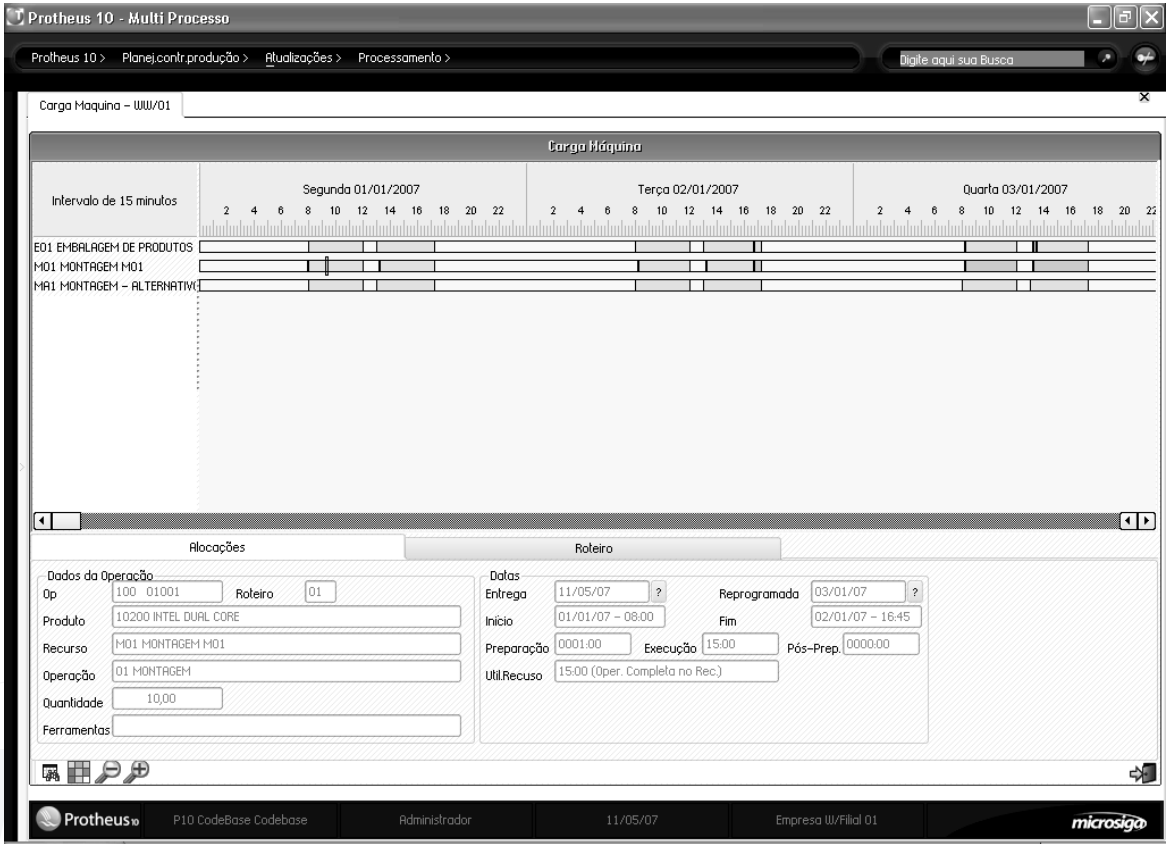 Protheus 10 - Multi Processo
Protheus 10 > Planej.contr.produção > Atualizações > Processamento >
Digite aqui sua Busca
Carga Maquina - WW/01
Carga Máquina
Intervalo de 15 minutos
Segunda 01/01/2007 Terça 02/01/2007 Quarta 03/01/2007
2 4 6 8 10 12 14 16 18 20 22 2 4 6 8 10 12 14 16 18 20 22 2 4 6 8 10 12 14 16 18 20 22
E01 EMBALAGEM DE PRODUTOS
M01 MONTAGEM M01
MA1 MONTAGEM - ALTERNATIV
Alocações Roteiro
Dados da Operação Datas
Op 100 01001 Roteiro 01 Entrega 11/05/07 ? Reprogramada 03/01/07 ?
Produto 10200 INTEL DUAL CORE Início 01/01/07 - 08:00 Fim 02/01/07 - 16:45
Recurso M01 MONTAGEM M01 Preparação 0001:00 Execução 15:00 Pós-Prep. 0000:00
Operação 01 MONTAGEM Util.Recuso 15:00 (Oper. Completa no Rec.)
Quantidade 10,00
Ferramentas
Protheus10 P10 CodeBase Codebase Administrador 11/05/07 Empresa W/Filial 01 microsiga